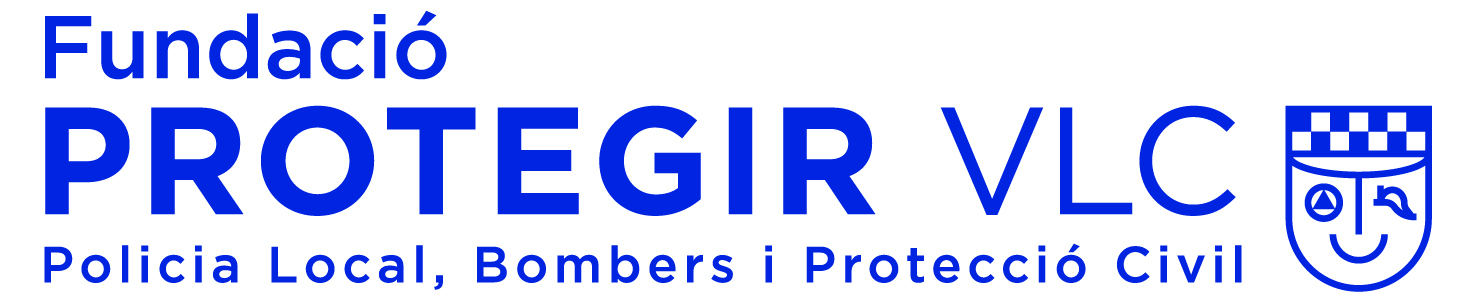 Fundació
PROTEGIR VLC
Policia Local, Bombers i Protecció Civil